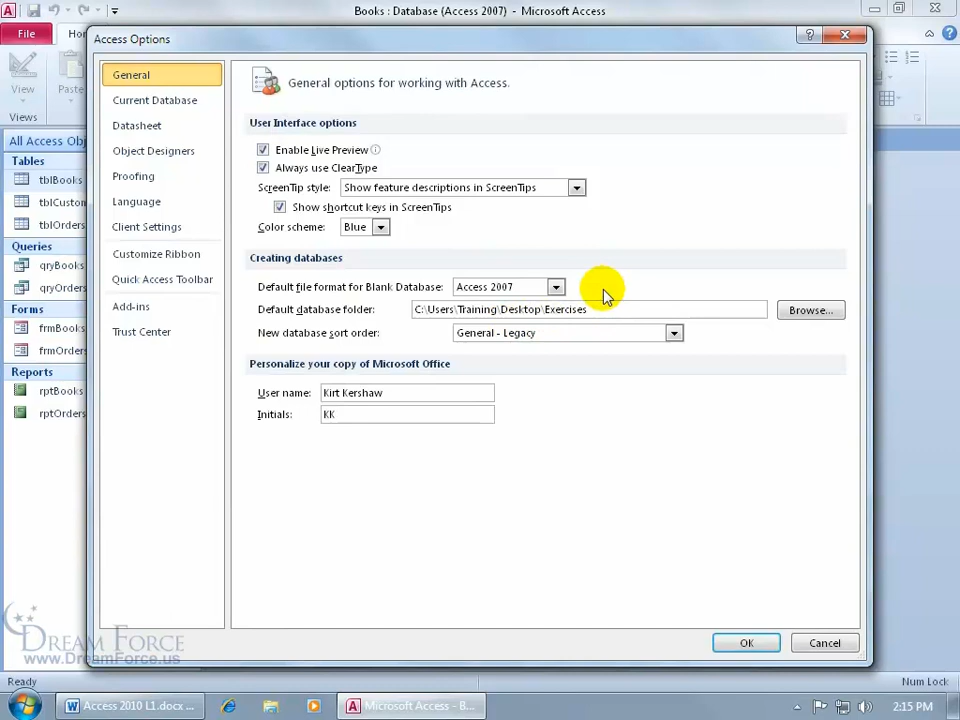 Books : Database (Access 2007) - Microsoft Access
File
Access Options
View
Paste
Views
All Access Obj
Tables
tblBooks
tblCustom
tblOrders
Queries
qryBooks
qryOrders
Forms
frmBooks
frmOrders
Reports
rptBooks
rptOrders
General
Current Database
Datasheet
Object Designers
Proofing
Language
Client Settings
Customize Ribbon
Quick Access Toolbar
Add-ins
Trust Center
General options for working with Access.
User Interface options
Enable Live Preview
Always use ClearType
ScreenTip style: Show feature descriptions in ScreenTips
Show shortcut keys in ScreenTips
Color scheme: Blue
Creating databases
Default file format for Blank Database: Access 2007
Default database folder: C:\Users\Training\Desktop\Exercises Browse...
New database sort order: General - Legacy
Personalize your copy of Microsoft Office
User name: Kirt Kershaw
Initials: KK
OK Cancel
DREAM FORCE
www.DreamForce.us
Ready Num Lock
Access 2010 L1.docx ... Microsoft Access - B... 2:15 PM